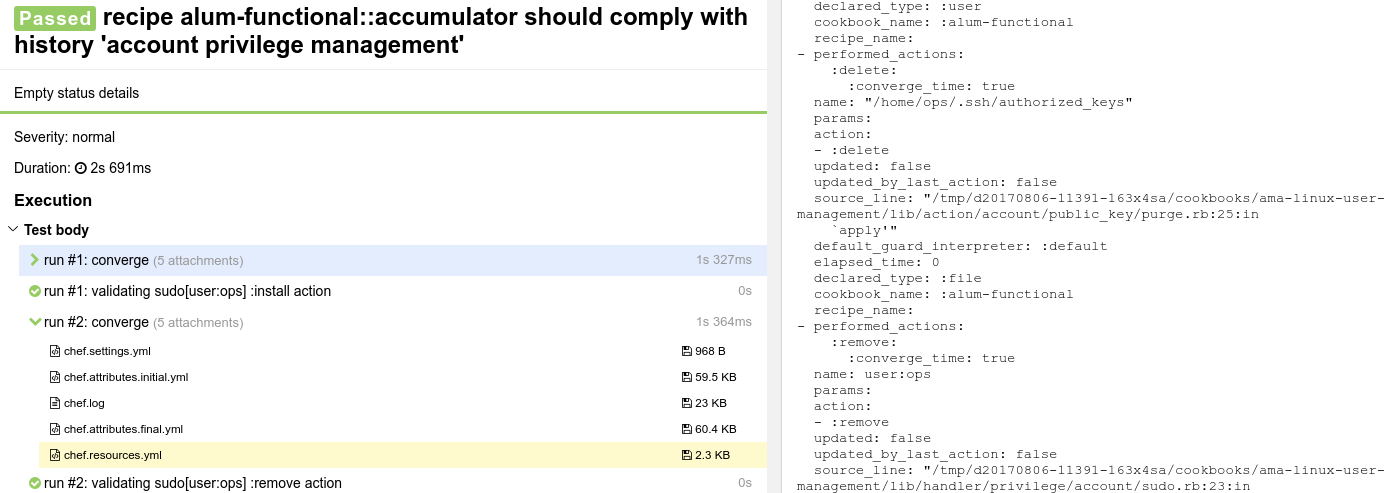 Passed recipe alum-functional::accumulator should comply with
history 'account privilege management'
Empty status details
Severity: normal
Duration: 2s 691ms
Execution
Test body
run #1: converge (5 attachments) 1s 327ms
run #1: validating sudo[user:ops] :install action 0s
run #2: converge (5 attachments) 1s 364ms
chef.settings.yml 968 B
chef.attributes.initial.yml 59.5 KB
chef.log 23 KB
chef.attributes.final.yml 60.4 KB
chef.resources.yml 2.3 KB
run #2: validating sudo[user:ops] :remove action 0s
declared_type: :user
cookbook_name: :alum-functional
recipe_name:
- performed_actions:
:delete:
:converge_time: true
name: "/home/ops/.ssh/authorized_keys"
params:
action:
- :delete
updated: false
updated_by_last_action: false
source_line: "/tmp/d20170806-11391-163x4sa/cookbooks/ama-linux-user-
management/lib/action/account/public_key/purge.rb:25:in
`apply'"
default_guard_interpreter: :default
elapsed_time: 0
declared_type: :file
cookbook_name: :alum-functional
recipe_name:
- performed_actions:
:remove:
:converge_time: true
name: user:ops
params:
action:
- :remove
updated: false
updated_by_last_action: false
source_line: "/tmp/d20170806-11391-163x4sa/cookbooks/ama-linux-user-
management/lib/handler/privilege/account/sudo.rb:23:in